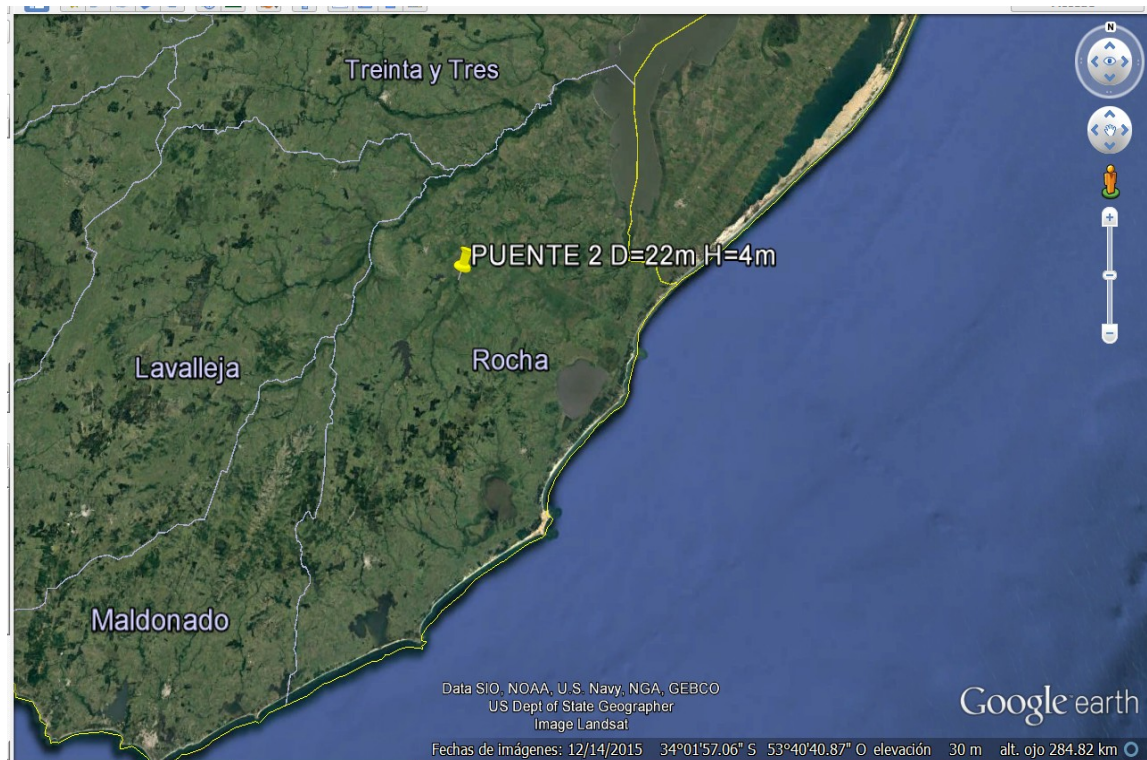 N
Treinta y Tres
PUENTE 2 D=22m H=4m
Lavalleja
Rocha
Maldonado
Data SIO, NOAA, U.S. Navy, NGA, GEBCO
US Dept of State Geographer
Image Landsat
Google earth
Fechas de imágenes: 12/14/2015 34°01'57.06" S 53°40'40.87" O elevación 30 m alt. ojo 284.82 km